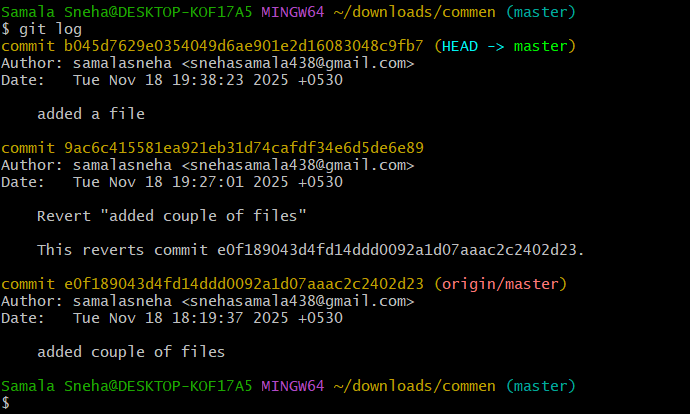 Samala Sneha@DESKTOP-KOF17A5 MINGW64 ~/downloads/commen (master)
$ git log
commit b045d7629e0354049d6ae901e2d16083048c9fb7 (HEAD -> master)
Author: samalasneha <snehasamala438@gmail.com>
Date:   Tue Nov 18 19:38:23 2025 +0530
    added a file
commit 9ac6c415581ea921eb31d74cafdf34e6d5de6e89
Author: samalasneha <snehasamala438@gmail.com>
Date:   Tue Nov 18 19:27:01 2025 +0530
    Revert "added couple of files"
    This reverts commit e0f189043d4fd14ddd0092a1d07aaac2c2402d23.
commit e0f189043d4fd14ddd0092a1d07aaac2c2402d23 (origin/master)
Author: samalasneha <snehasamala438@gmail.com>
Date:   Tue Nov 18 18:19:37 2025 +0530
    added couple of files
Samala Sneha@DESKTOP-KOF17A5 MINGW64 ~/downloads/commen (master)
$